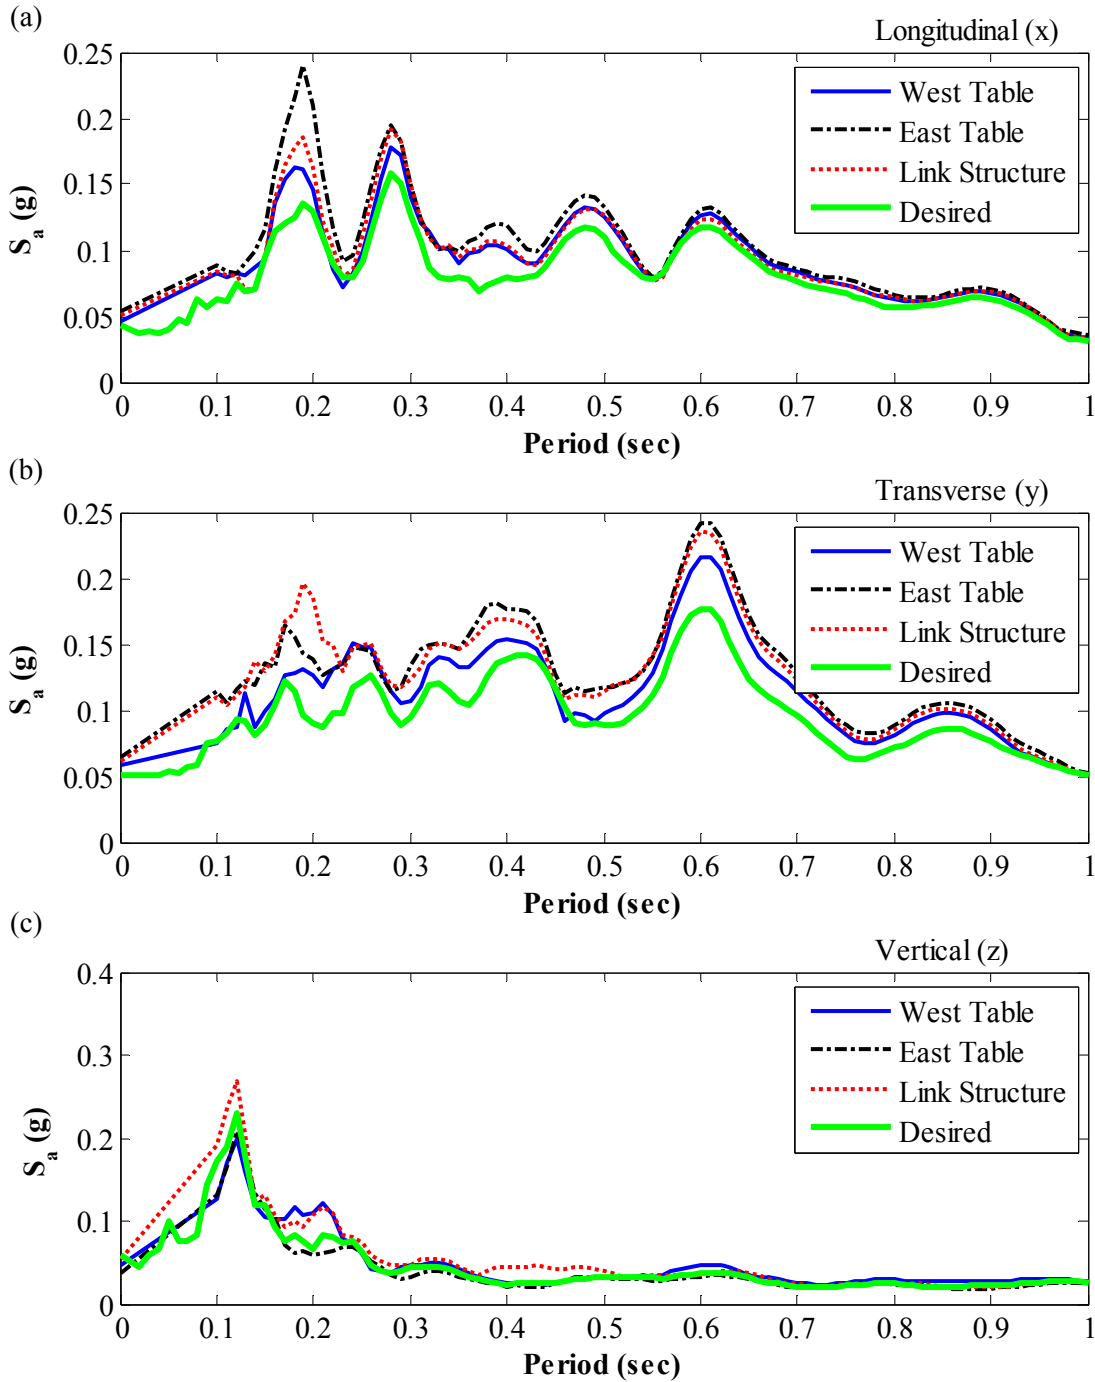 (a)
Longitudinal (x)
0.25
0.2
0.15
0.1
0.05
0
S_a (g)
West Table
East Table
Link Structure
Desired
0 0.1 0.2 0.3 0.4 0.5 0.6 0.7 0.8 0.9 1
Period (sec)
(b)
Transverse (y)
0.25
0.2
0.15
0.1
0.05
0
S_a (g)
West Table
East Table
Link Structure
Desired
0 0.1 0.2 0.3 0.4 0.5 0.6 0.7 0.8 0.9 1
Period (sec)
(c)
Vertical (z)
0.4
0.3
0.2
0.1
0
S_a (g)
West Table
East Table
Link Structure
Desired
0 0.1 0.2 0.3 0.4 0.5 0.6 0.7 0.8 0.9 1
Period (sec)